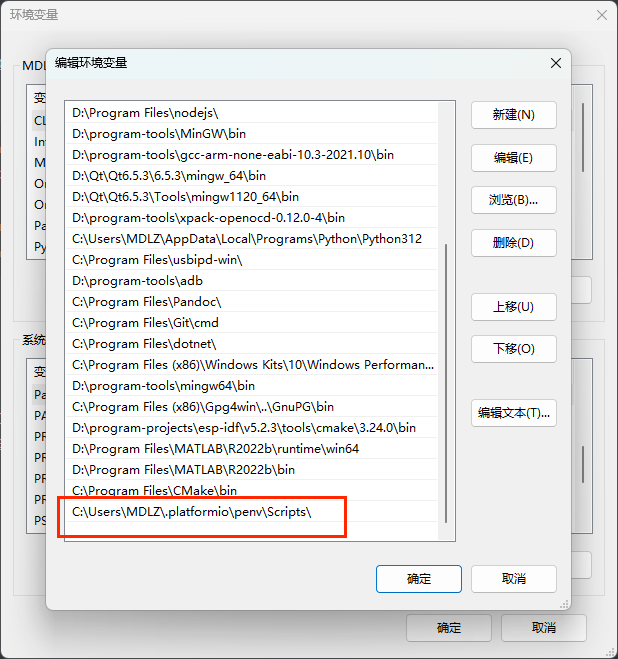 环境变量
编辑环境变量
MDL
变
CL
Int
M
On
On
Pa
Py
系统
变
Pa
PA
PR
PR
PR
PR
PS
D:\Program Files\nodejs\
D:\program-tools\MinGW\bin
D:\program-tools\gcc-arm-none-eabi-10.3-2021.10\bin
D:\Qt\Qt6.5.3\6.5.3\mingw_64\bin
D:\Qt\Qt6.5.3\Tools\mingw1120_64\bin
D:\program-tools\xpack-openocd-0.12.0-4\bin
C:\Users\MDLZ\AppData\Local\Programs\Python\Python312
C:\Program Files\usbipd-win\
D:\program-tools\adb
C:\Program Files\Pandoc\
C:\Program Files\Git\cmd
C:\Program Files\dotnet\
C:\Program Files (x86)\Windows Kits\10\Windows Performan...
D:\program-tools\mingw64\bin
C:\Program Files (x86)\Gpg4win\..\GnuPG\bin
D:\program-projects\esp-idf\v5.2.3\tools\cmake\3.24.0\bin
D:\Program Files\MATLAB\R2022b\runtime\win64
D:\Program Files\MATLAB\R2022b\bin
C:\Program Files\CMake\bin
C:\Users\MDLZ\.platformio\penv\Scripts\
新建(N)
编辑(E)
浏览(B)...
删除(D)
上移(U)
下移(O)
编辑文本(T)...
确定
取消
确定
取消